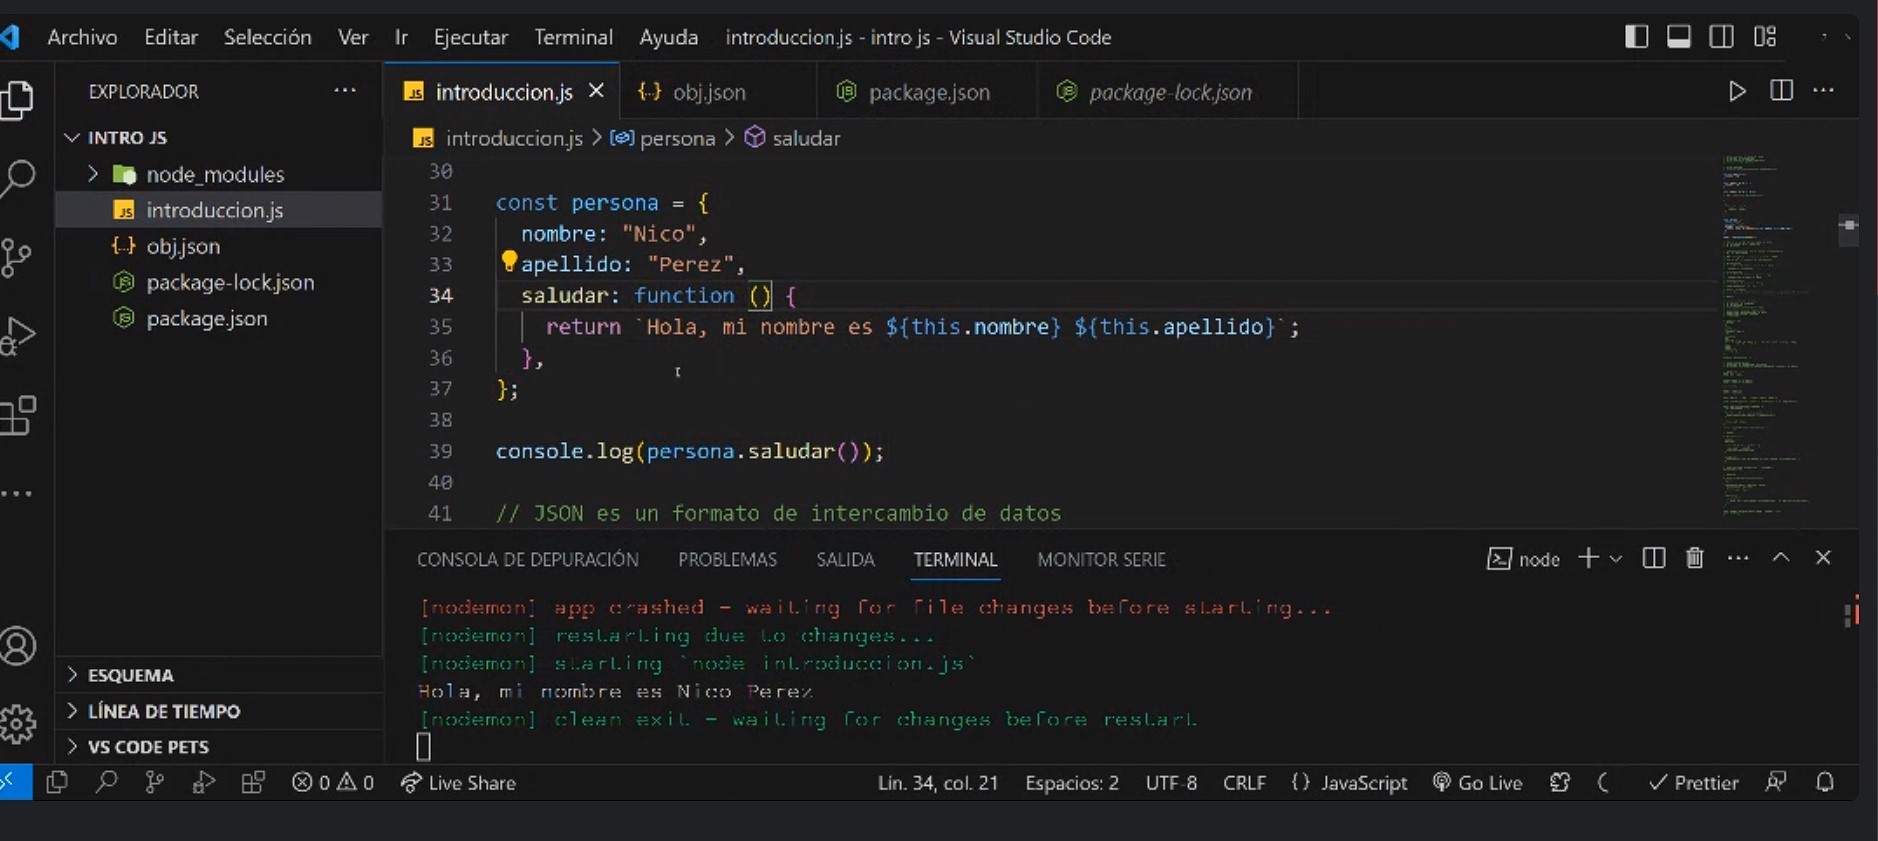 Archivo Editar Selección Ver Ir Ejecutar Terminal Ayuda introduccion.js - intro js - Visual Studio Code
EXPLORADOR ...
INTRO JS
node_modules
introduccion.js
obj.json
package-lock.json
package.json
ESQUEMA
LÍNEA DE TIEMPO
VS CODE PETS
introduccion.js obj.json package.json package-lock.json
introduccion.js > persona > saludar
30
31 const persona = {
32 nombre: "Nico",
33 apellido: "Perez",
34 saludar: function () {
35 return `Hola, mi nombre es ${this.nombre} ${this.apellido}`;
36 },
37 };
38
39 console.log(persona.saludar());
40
41 // JSON es un formato de intercambio de datos
CONSOLA DE DEPURACIÓN PROBLEMAS SALIDA TERMINAL MONITOR SERIE node
[nodemon] app crashed - waiting for file changes before starting...
[nodemon] restarting due to changes...
[nodemon] starting `node introduccion.js`
Hola, mi nombre es Nico Perez
[nodemon] clean exit - waiting for changes before restart
0 0 Live Share Lín. 34, col. 21 Espacios: 2 UTF-8 CRLF {} JavaScript Go Live Prettier